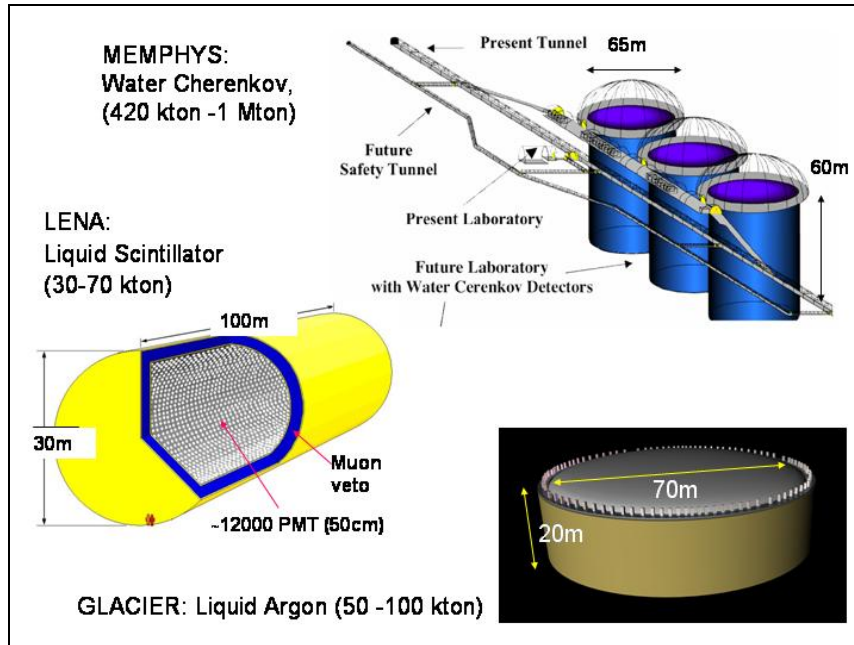 MEMPHYS:
Water Cherenkov,
(420 kton -1 Mton)
Present Tunnel
65m
Future
Safety Tunnel
60m
Present Laboratory
Future Laboratory
with Water Cerenkov Detectors
LENA:
Liquid Scintillator
(30-70 kton)
100m
30m
Muon
veto
~12000 PMT (50cm)
70m
20m
GLACIER: Liquid Argon (50 -100 kton)